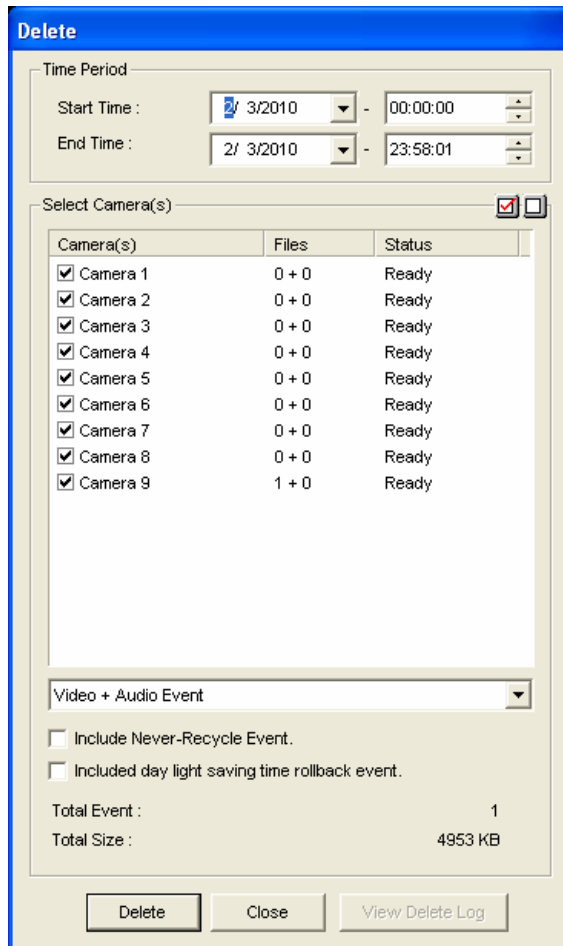 Delete
Time Period
Start Time : 2/ 3/2010 - 00:00:00
End Time : 2/ 3/2010 - 23:58:01
Select Camera(s)
Camera(s) Files Status
Camera 1 0 + 0 Ready
Camera 2 0 + 0 Ready
Camera 3 0 + 0 Ready
Camera 4 0 + 0 Ready
Camera 5 0 + 0 Ready
Camera 6 0 + 0 Ready
Camera 7 0 + 0 Ready
Camera 8 0 + 0 Ready
Camera 9 1 + 0 Ready
Video + Audio Event
Include Never-Recycle Event.
Included day light saving time rollback event.
Total Event : 1
Total Size : 4953 KB
Delete Close View Delete Log